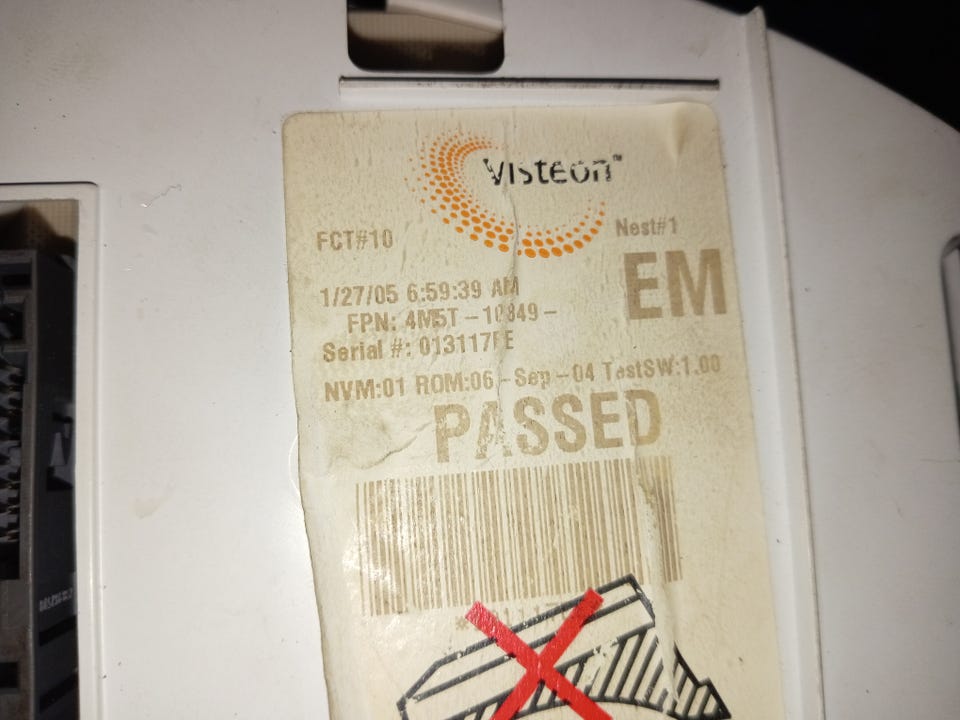 Visteon™
FCT#10 Nest#1
EM
1/27/05 6:59:39 AM
FPN: 4M5T-10849-
Serial #: 013117FE
NVM:01 ROM:06-Sep-04 TestSW:1.00
PASSED